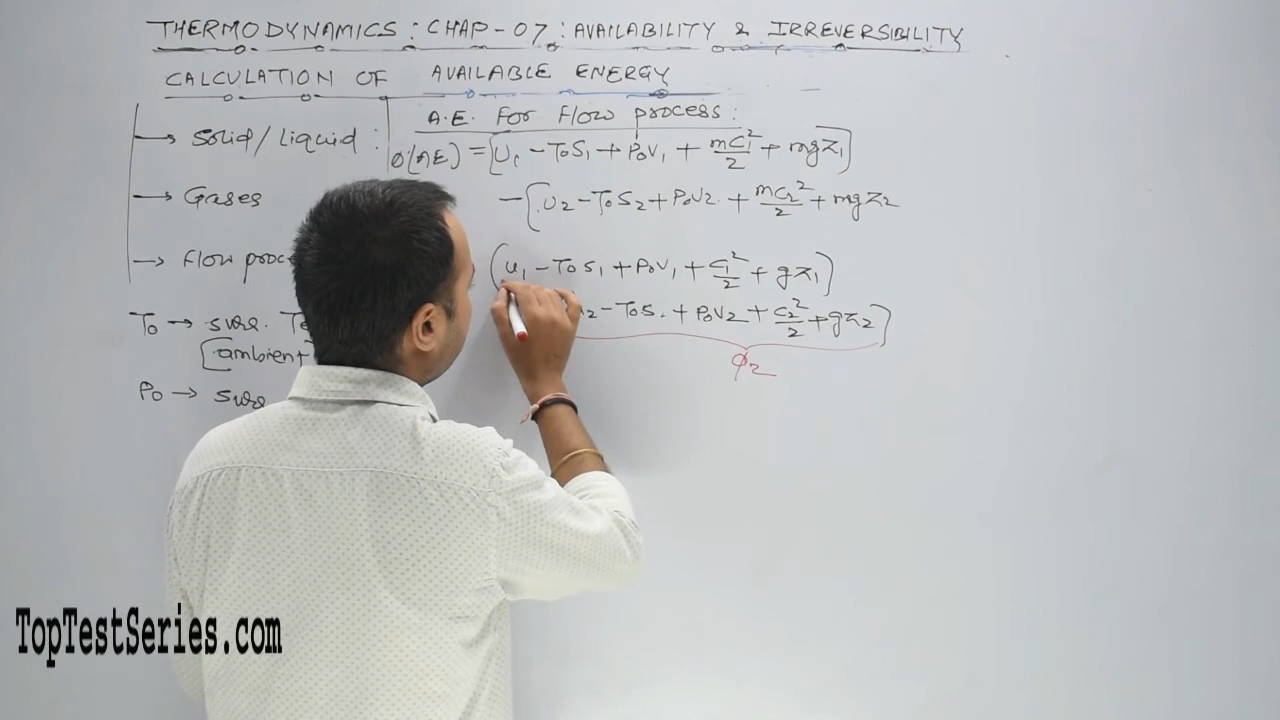 THERMODYNAMICS : CHAP-07 : AVAILABILITY & IRREVERSIBILITY
CALCULATION OF AVAILABLE ENERGY
A.E. FOR Flow process :
→ Solid/liquid :
= [U₁ - T₀S₁ + P₀V₁ + mC₁²/2 + mgZ₁]
→ Gases
- [U₂ - T₀S₂ + P₀V₂ + mC₂²/2 + mgZ₂
→ Flow proce
(u₁ - T₀s₁ + P₀V₁ + C₁²/2 + gZ₁)
₂ - T₀s. + P₀V₂ + C₂²/2 + gZ₂)
ϕ₂
T₀ → surr. Te
[ambient
P₀ → surr
TopTestSeries.com